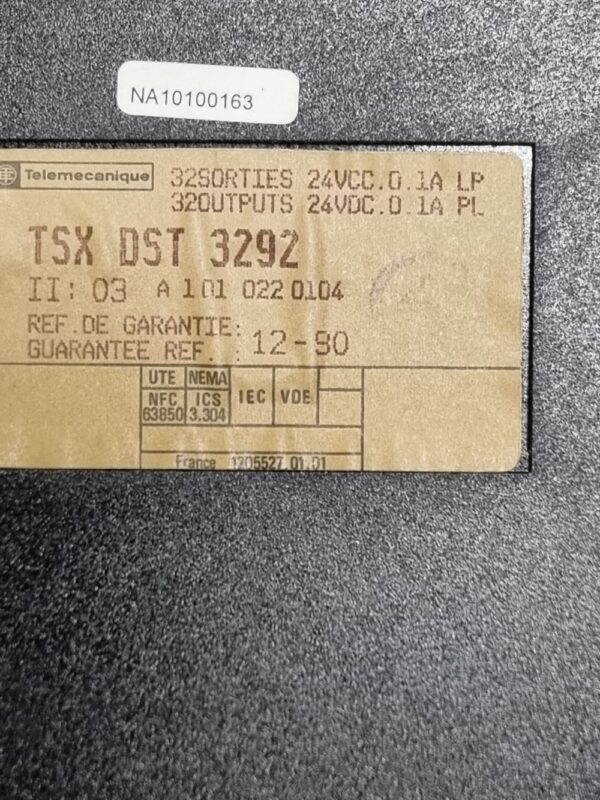 NA10100163
Telemecanique 32SORTIES 24VCC.0.1A LP
32OUTPUTS 24VDC.0.1A PL
TSX DST 3292
II: 03 A 101 022 0104
REF.DE GARANTIE:
GUARANTEE REF. : 12-90
UTE NEMA
NFC ICS IEC VDE
63850 3.304
France 1205527.01.01